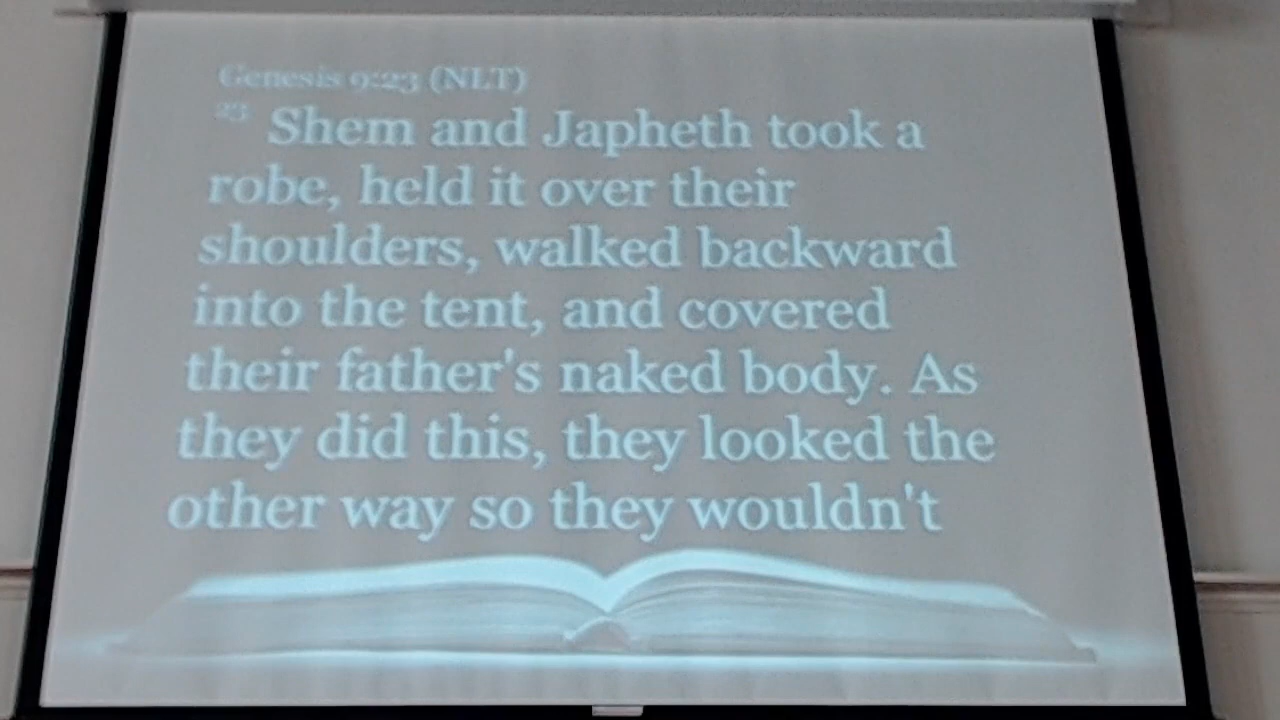 Genesis 9:23 (NLT)
23 Shem and Japheth took a
robe, held it over their
shoulders, walked backward
into the tent, and covered
their father's naked body. As
they did this, they looked the
other way so they wouldn't